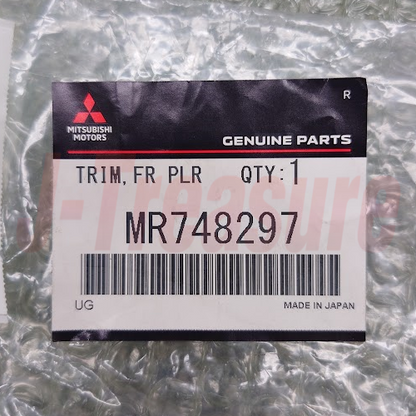 R
MITSUBISHI
MOTORS
GENUINE PARTS
TRIM, FR PLR QTY:1
MR748297
UG MADE IN JAPAN
J-Treasure